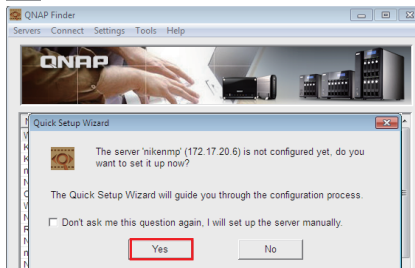 QNAP Finder
Servers Connect Settings Tools Help
QNAP
Quick Setup Wizard
The server 'nikenmp' (172.17.20.6) is not configured yet, do you
want to set it up now?
The Quick Setup Wizard will guide you through the configuration process.
Don't ask me this question again, I will set up the server manually.
Yes
No